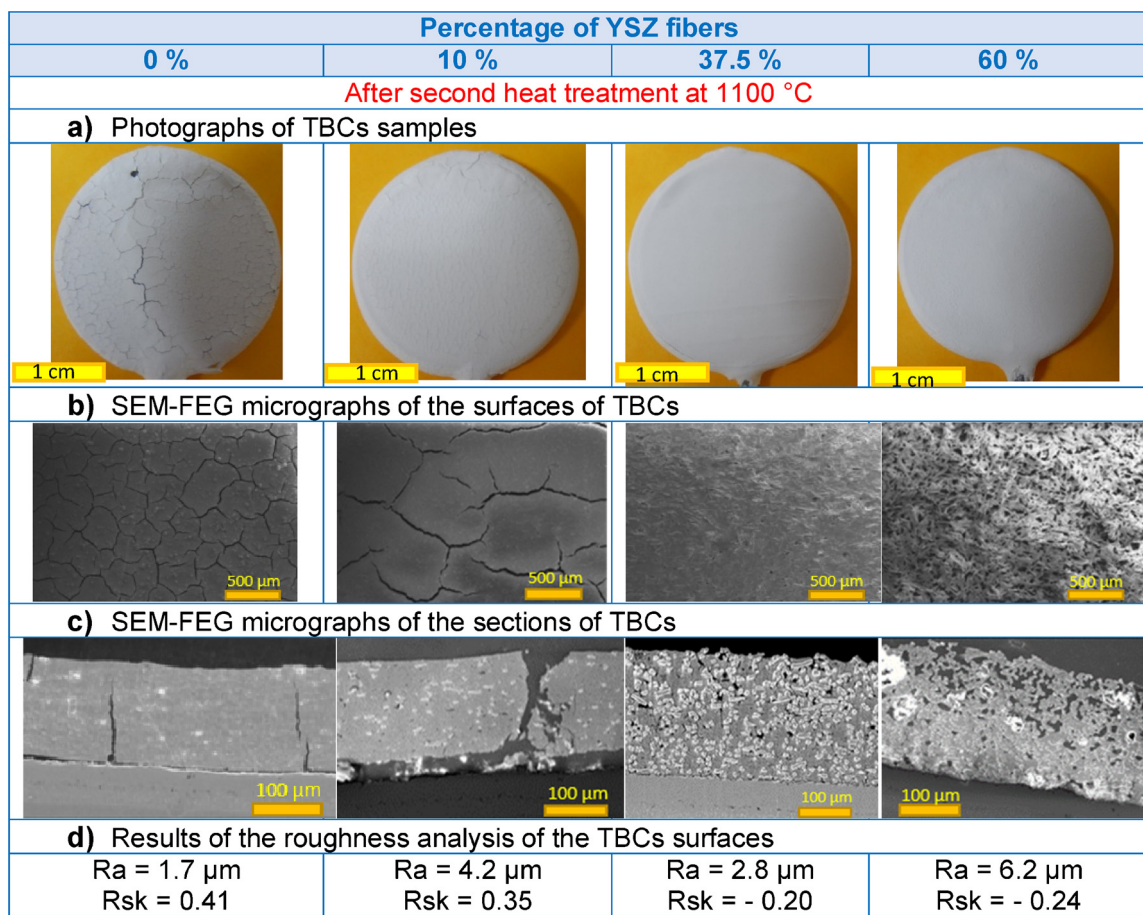 Percentage of YSZ fibers
0 % 10 % 37.5 % 60 %
After second heat treatment at 1100 °C
a) Photographs of TBCs samples
1 cm 1 cm 1 cm 1 cm
b) SEM-FEG micrographs of the surfaces of TBCs
500 µm 500 µm 500 µm 500 µm
c) SEM-FEG micrographs of the sections of TBCs
100 µm 100 µm 100 µm 100 µm
d) Results of the roughness analysis of the TBCs surfaces
Ra = 1.7 µm Ra = 4.2 µm Ra = 2.8 µm Ra = 6.2 µm
Rsk = 0.41 Rsk = 0.35 Rsk = - 0.20 Rsk = - 0.24